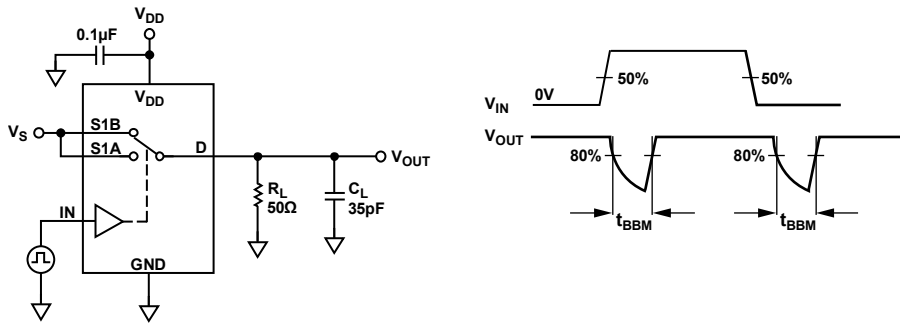 VDD
0.1µF
VDD
VS
S1B
S1A
D
VOUT
RL
50Ω
CL
35pF
IN
GND
VIN
0V
50%
50%
VOUT
80%
80%
tBBM
tBBM